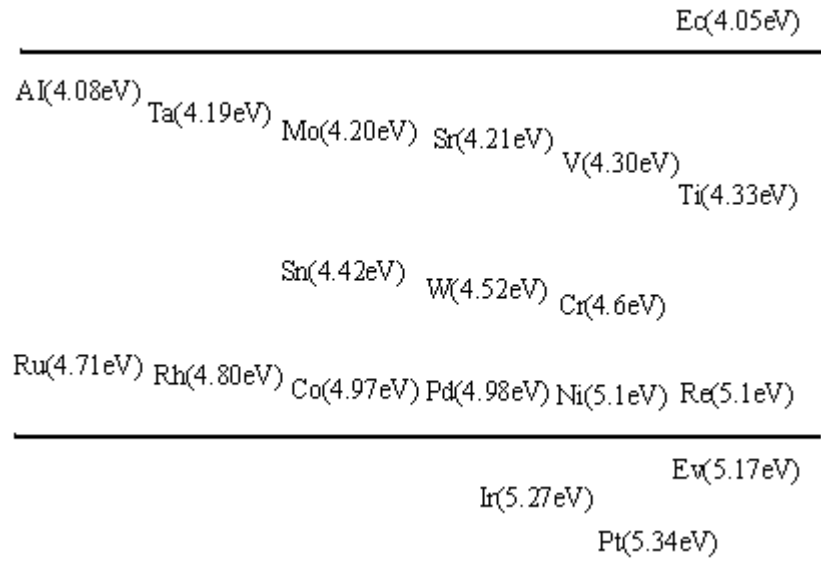 Ec(4.05eV)
Al(4.08eV)
Ta(4.19eV)
Mo(4.20eV)
Sr(4.21eV)
V(4.30eV)
Ti(4.33eV)
Sn(4.42eV)
W(4.52eV)
Cr(4.6eV)
Ru(4.71eV)
Rh(4.80eV)
Co(4.97eV)
Pd(4.98eV)
Ni(5.1eV)
Re(5.1eV)
Ev(5.17eV)
Ir(5.27eV)
Pt(5.34eV)